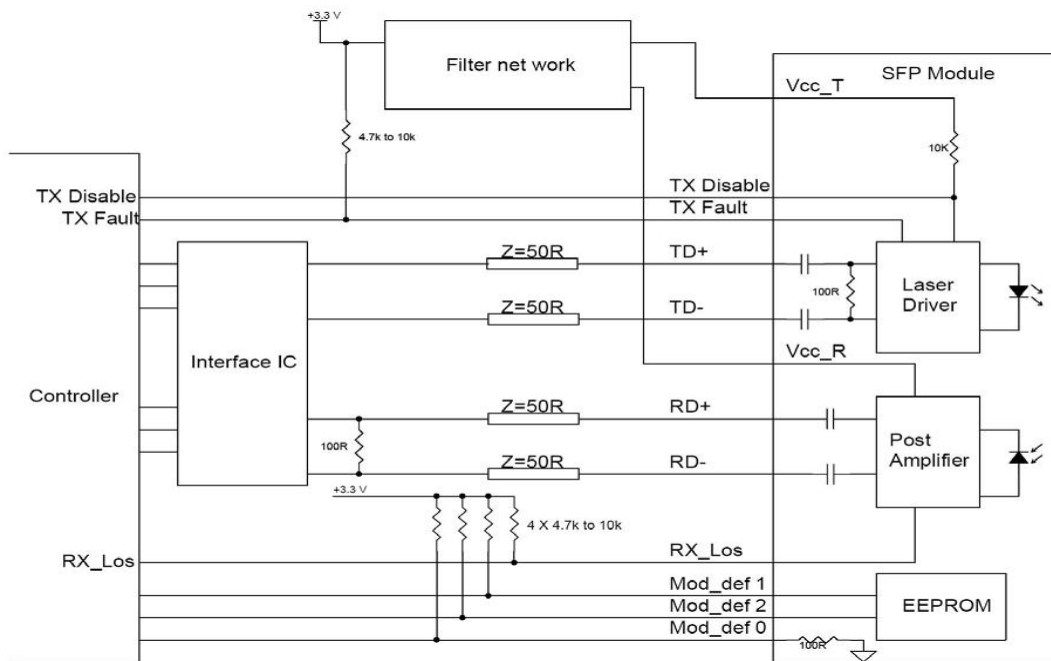 +3.3 V
Filter net work
SFP Module
Vcc_T
4.7k to 10k
10K
TX Disable
TX Disable
TX Fault
TX Fault
Z=50R
TD+
100R
Laser
Driver
Z=50R
TD-
Interface IC
Vcc_R
Controller
Z=50R
RD+
100R
Post
Amplifier
Z=50R
RD-
+3.3 V
4 X 4.7k to 10k
RX_Los
RX_Los
Mod_def 1
EEPROM
Mod_def 2
Mod_def 0
100R